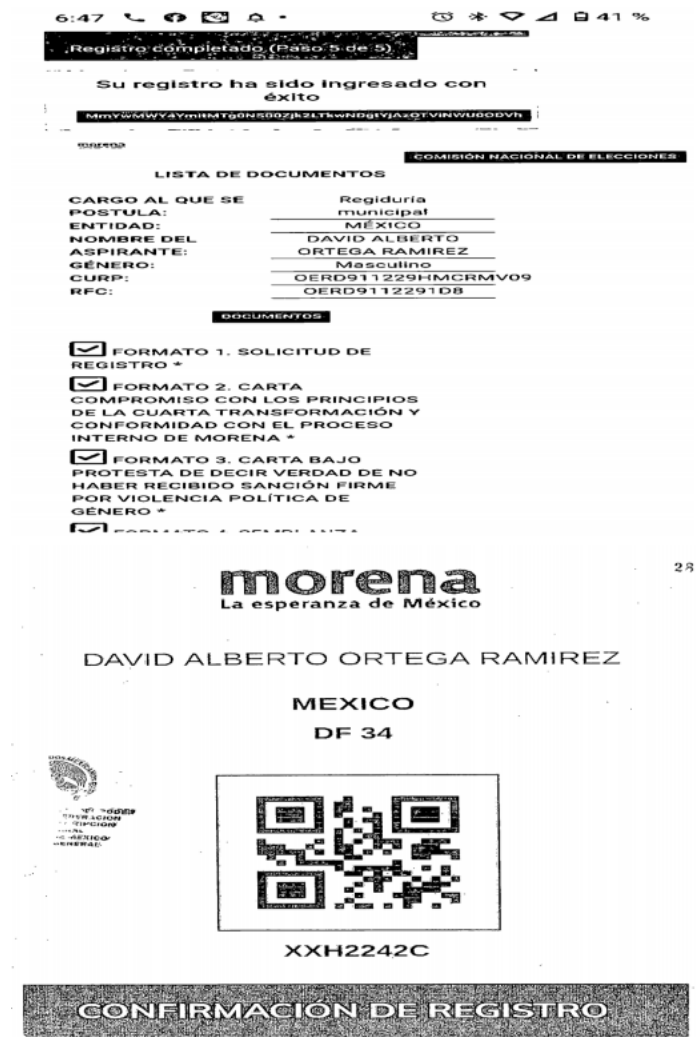 6:47
41 %
Registro completado (Paso 5 de 5)
Su registro ha sido ingresado con
éxito
morena
COMISIÓN NACIONAL DE ELECCIONES
LISTA DE DOCUMENTOS
CARGO AL QUE SE POSTULA: Regiduría municipal
ENTIDAD: MÉXICO
NOMBRE DEL ASPIRANTE: DAVID ALBERTO ORTEGA RAMIREZ
GÉNERO: Masculino
CURP: OERD911229HMCRMV09
RFC: OERD9112291D8
DOCUMENTOS
FORMATO 1. SOLICITUD DE
REGISTRO *
FORMATO 2. CARTA
COMPROMISO CON LOS PRINCIPIOS
DE LA CUARTA TRANSFORMACIÓN Y
CONFORMIDAD CON EL PROCESO
INTERNO DE MORENA *
FORMATO 3. CARTA BAJO
PROTESTA DE DECIR VERDAD DE NO
HABER RECIBIDO SANCIÓN FIRME
POR VIOLENCIA POLÍTICA DE
GÉNERO *
morena
28
La esperanza de México
DAVID ALBERTO ORTEGA RAMIREZ
MEXICO
DF 34
XXH2242C
CONFIRMACIÓN DE REGISTRO